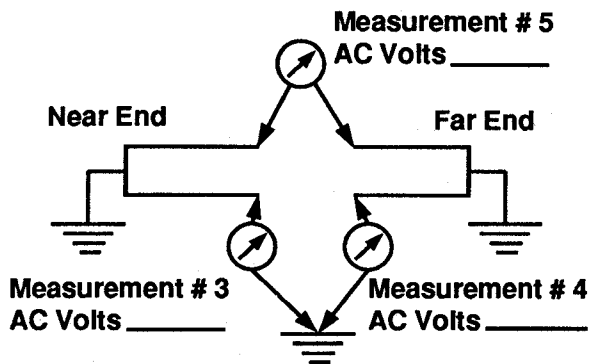 Measurement # 5
AC Volts
Near End
Far End
Measurement # 3
AC Volts
Measurement # 4
AC Volts